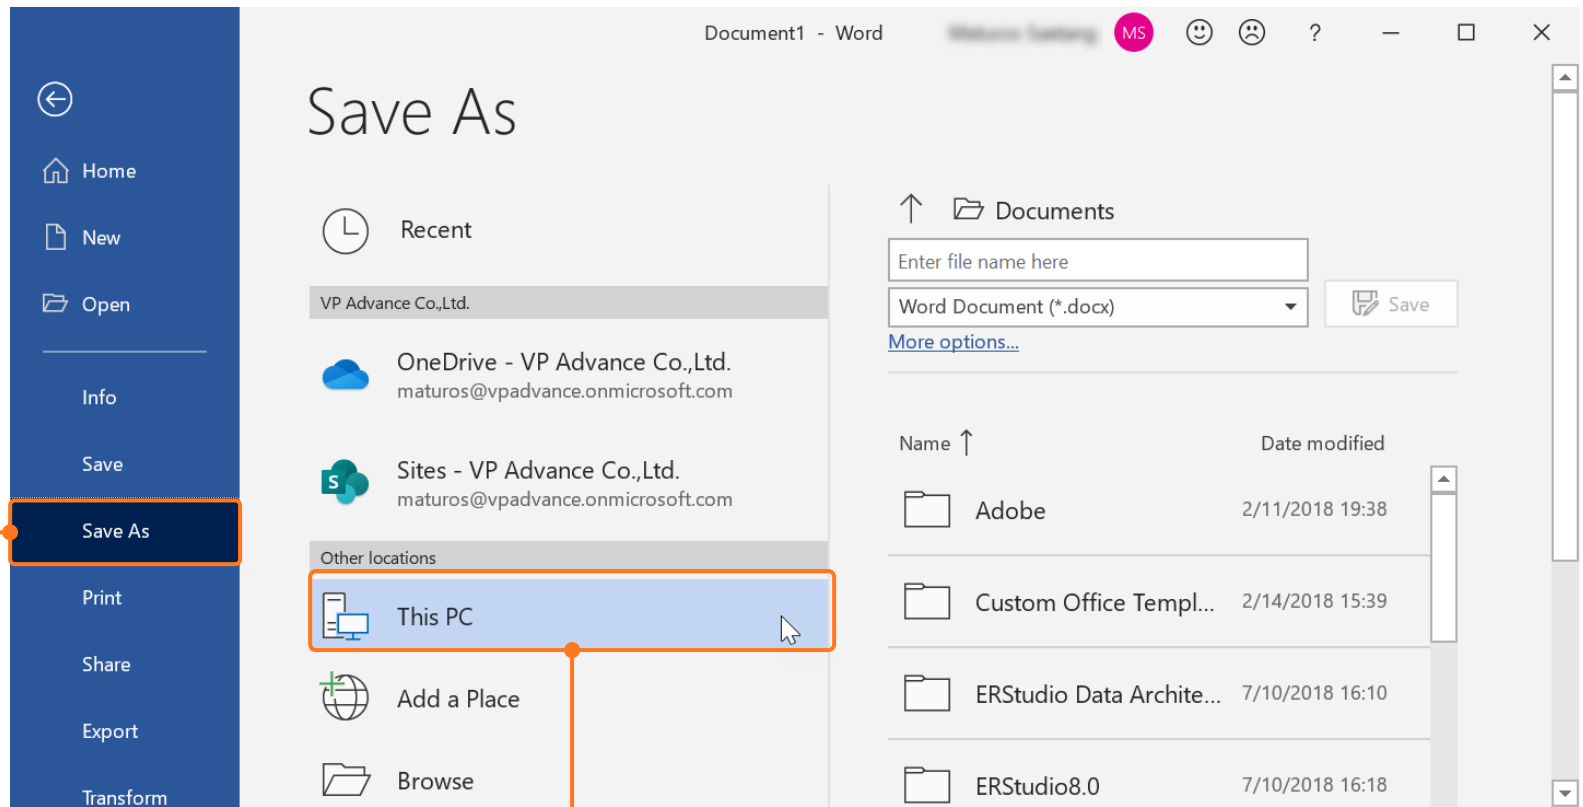 Document1 - Word
MS
?
Save As
Home
New
Open
Info
Save
Save As
Print
Share
Export
Transform
Recent
VP Advance Co.,Ltd.
OneDrive - VP Advance Co.,Ltd.
maturos@vpadvance.onmicrosoft.com
S
Sites - VP Advance Co.,Ltd.
maturos@vpadvance.onmicrosoft.com
Other locations
This PC
Add a Place
Browse
Documents
Enter file name here
Word Document (*.docx)
Save
More options...
Name Date modified
Adobe 2/11/2018 19:38
Custom Office Templ... 2/14/2018 15:39
ERStudio Data Archite... 7/10/2018 16:10
ERStudio8.0 7/10/2018 16:18